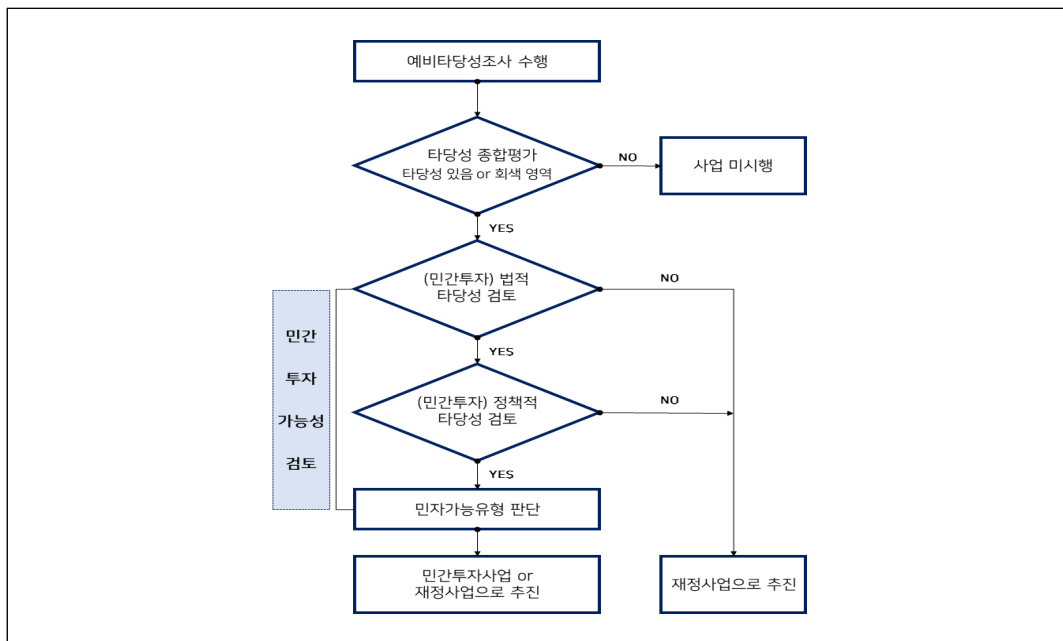 예비타당성조사 수행
타당성 종합평가
타당성 있음 or 회색 영역
NO
사업 미시행
YES
(민간투자) 법적
타당성 검토
NO
민간
투자
가능성
검토
YES
(민간투자) 정책적
타당성 검토
NO
YES
민자가능유형 판단
민간투자사업 or
재정사업으로 추진
재정사업으로 추진